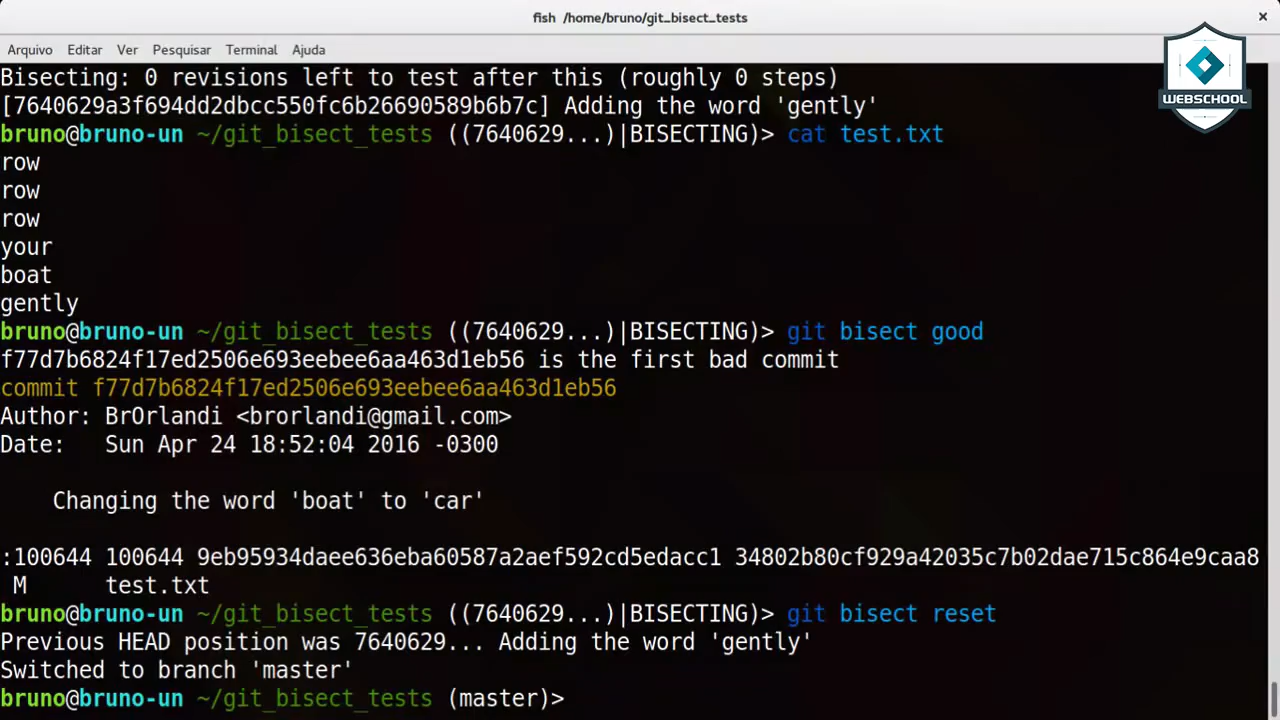 fish /home/bruno/git_bisect_tests
×
Arquivo Editar Ver Pesquisar Terminal Ajuda
WEBSCHOOL
Bisecting: 0 revisions left to test after this (roughly 0 steps)
[7640629a3f694dd2dbcc550fc6b26690589b6b7c] Adding the word 'gently'
bruno@bruno-un ~/git_bisect_tests ((7640629...)|BISECTING)> cat test.txt
row
row
row
your
boat
gently
bruno@bruno-un ~/git_bisect_tests ((7640629...)|BISECTING)> git bisect good
f77d7b6824f17ed2506e693eebee6aa463d1eb56 is the first bad commit
commit f77d7b6824f17ed2506e693eebee6aa463d1eb56
Author: BrOrlandi <brorlandi@gmail.com>
Date:   Sun Apr 24 18:52:04 2016 -0300
Changing the word 'boat' to 'car'
:100644 100644 9eb95934daee636eba60587a2aef592cd5edacc1 34802b80cf929a42035c7b02dae715c864e9caa8
M      test.txt
bruno@bruno-un ~/git_bisect_tests ((7640629...)|BISECTING)> git bisect reset
Previous HEAD position was 7640629... Adding the word 'gently'
Switched to branch 'master'
bruno@bruno-un ~/git_bisect_tests (master)>